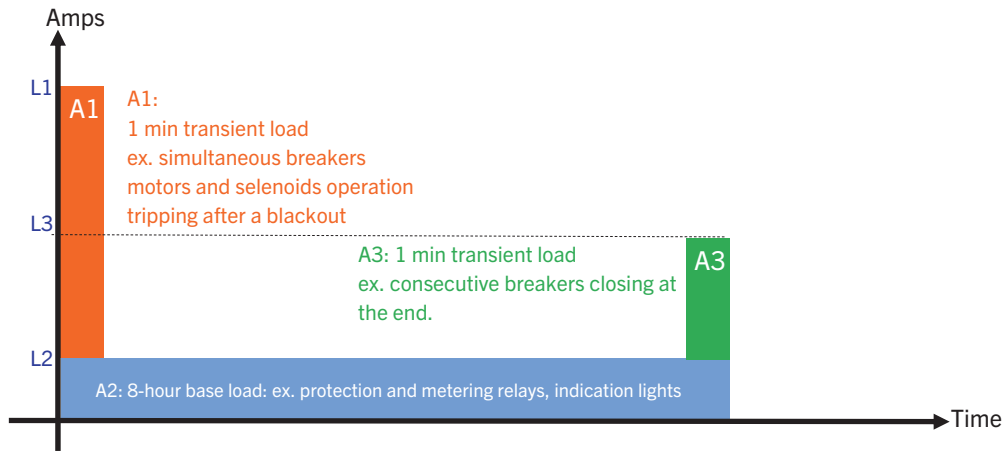 Amps
L1
A1
A1:
1 min transient load
ex. simultaneous breakers
motors and selenoids operation
tripping after a blackout
L3
A3: 1 min transient load
ex. consecutive breakers closing at
the end.
A3
L2
A2: 8-hour base load: ex. protection and metering relays, indication lights
Time